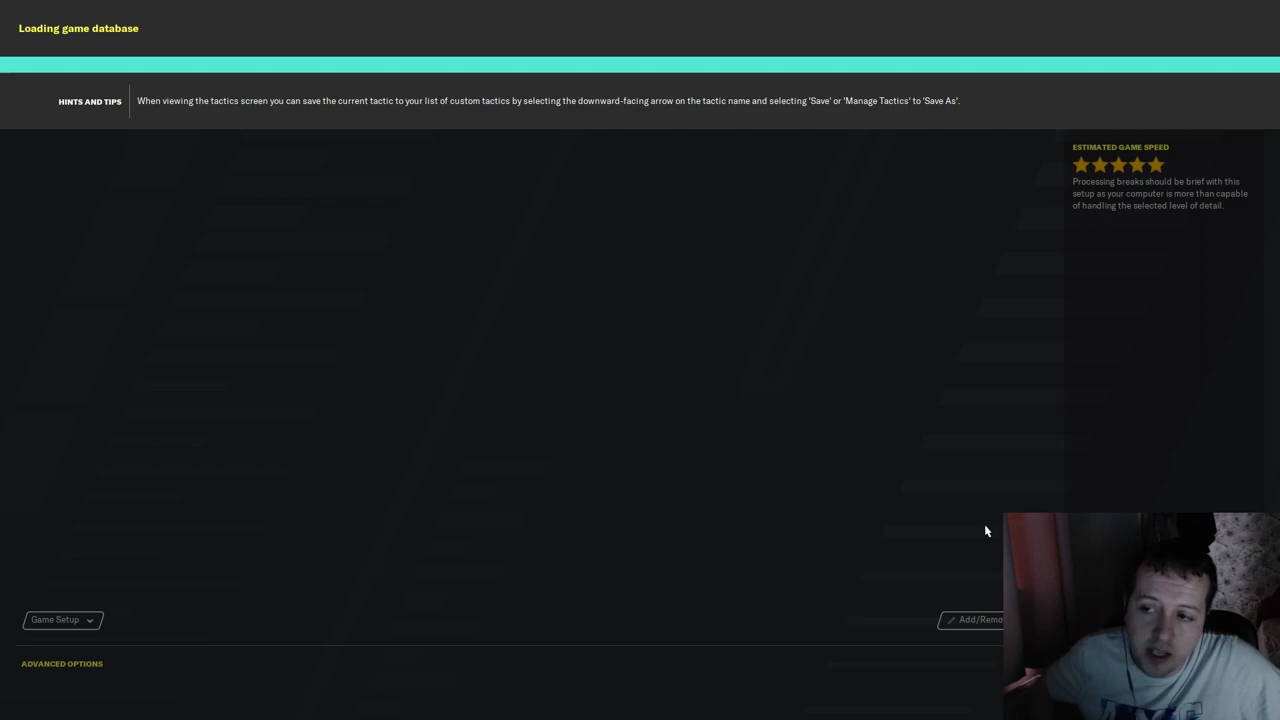 Loading game database
HINTS AND TIPS
When viewing the tactics screen you can save the current tactic to your list of custom tactics by selecting the downward-facing arrow on the tactic name and selecting 'Save' or 'Manage Tactics' to 'Save As'.
ESTIMATED GAME SPEED
Processing breaks should be brief with this
setup as your computer is more than capable
of handling the selected level of detail.
Game Setup
Add/Remo
ADVANCED OPTIONS